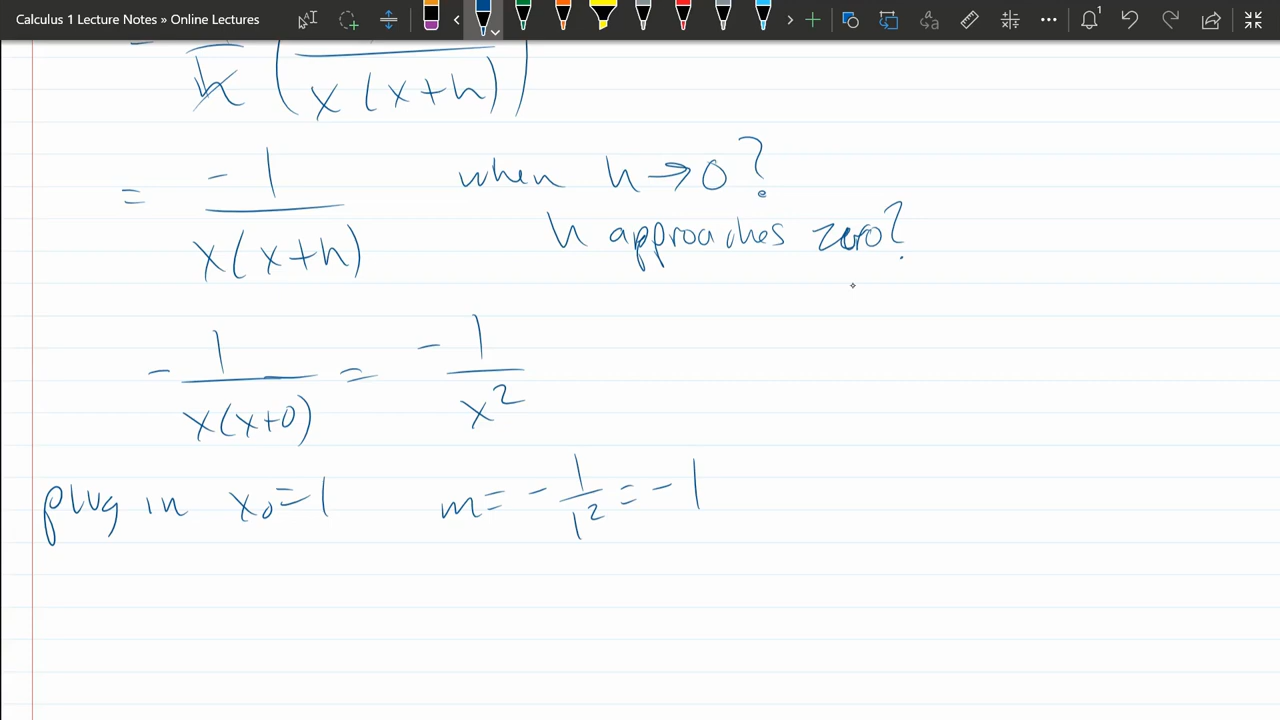 Calculus 1 Lecture Notes » Online Lectures
h ( x(x+h) )
= -1 / x(x+h) when h → 0?
h approaches zero?
- 1 / x(x+0) = - 1 / x²
plug in x₀=1 m= - 1/1² = -1